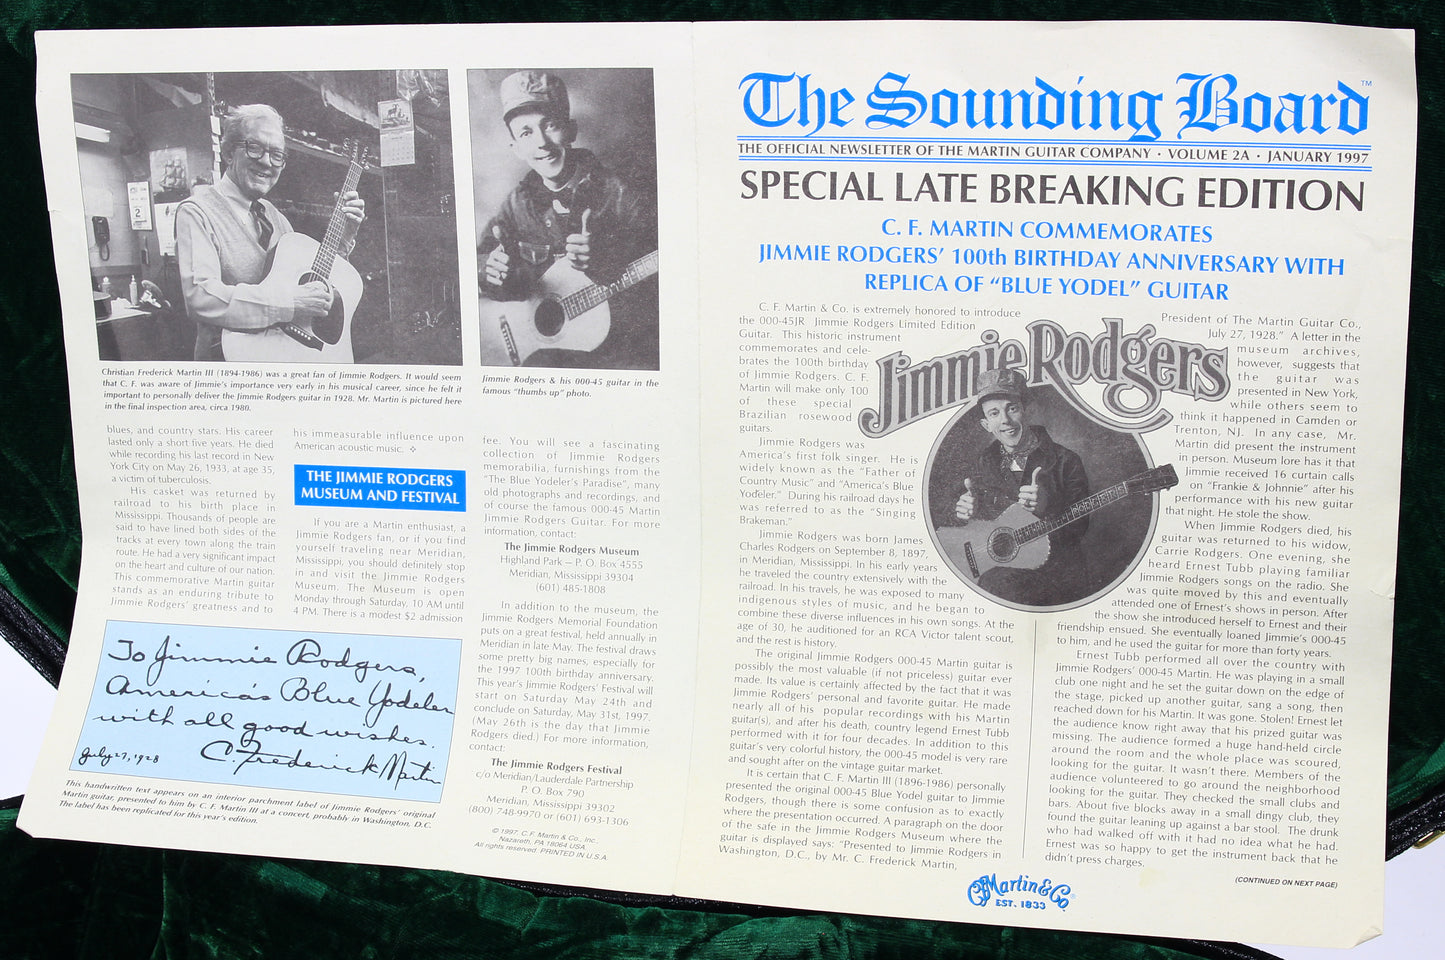 Christian Frederick Martin III (1894-1986) was a great fan of Jimmie Rodgers. It would seem
that C. F. was aware of Jimmie's importance very early in his musical career, since he felt it
important to personally deliver the Jimmie Rodgers guitar in 1928. Mr. Martin is pictured here
in the final inspection area, circa 1980.
Jimmie Rodgers & his 000-45 guitar in the
famous "thumbs up" photo.
blues, and country stars. His career
lasted only a short five years. He died
while recording his last record in New
York City on May 26, 1933, at age 35,
a victim of tuberculosis.
His casket was returned by
railroad to his birth place in
Mississippi. Thousands of people are
said to have lined both sides of the
tracks at every town along the train
route. He had a very significant impact
on the heart and culture of our nation.
This commemorative Martin guitar
stands as an enduring tribute to
Jimmie Rodgers' greatness and to
his immeasurable influence upon
American acoustic music. ✧
THE JIMMIE RODGERS
MUSEUM AND FESTIVAL
If you are a Martin enthusiast, a
Jimmie Rodgers fan, or if you find
yourself traveling near Meridian,
Mississippi, you should definitely stop
in and visit the Jimmie Rodgers
Museum. The Museum is open
Monday through Saturday, 10 AM until
4 PM. There is a modest $2 admission
fee. You will see a fascinating
collection of Jimmie Rodgers
memorabilia, furnishings from the
"The Blue Yodeler's Paradise", many
old photographs and recordings, and
of course the famous 000-45 Martin
Jimmie Rodgers Guitar. For more
information, contact:
The Jimmie Rodgers Museum
Highland Park – P. O. Box 4555
Meridian, Mississippi 39304
(601) 485-1808
In addition to the museum, the
Jimmie Rodgers Memorial Foundation
puts on a great festival, held annually in
Meridian in late May. The festival draws
some pretty big names, especially for
the 1997 100th birthday anniversary.
This year's Jimmie Rodgers' Festival will
start on Saturday May 24th and
conclude on Saturday, May 31st, 1997.
(May 26th is the day that Jimmie
Rodgers died.) For more information,
contact:
The Jimmie Rodgers Festival
c/o Meridian/Lauderdale Partnership
P. O. Box 790
Meridian, Mississippi 39302
(800) 748-9970 or (601) 693-1306
© 1997. C. F. Martin & Co., Inc.,
Nazareth, PA 18064 USA
All rights reserved. PRINTED IN U.S.A.
To Jimmie Rodgers,
America's Blue Yodeler
with all good wishes.
July 27, 1928 C. Frederick Martin
This handwritten text appears on an interior parchment label of Jimmie Rodgers' original
Martin guitar, presented to him by C. F. Martin III at a concert, probably in Washington, D.C.
The label has been replicated for this year's edition.
The Sounding Board™
THE OFFICIAL NEWSLETTER OF THE MARTIN GUITAR COMPANY · VOLUME 2A · JANUARY 1997
SPECIAL LATE BREAKING EDITION
C. F. MARTIN COMMEMORATES
JIMMIE RODGERS' 100th BIRTHDAY ANNIVERSARY WITH
REPLICA OF "BLUE YODEL" GUITAR
C. F. Martin & Co. is extremely honored to introduce
the 000-45JR Jimmie Rodgers Limited Edition
Guitar. This historic instrument
commemorates and cele-
brates the 100th birthday
of Jimmie Rodgers. C. F.
Martin will make only 100
of these special
Brazilian rosewood
guitars.
Jimmie Rodgers was
America's first folk singer. He is
widely known as the "Father of
Country Music" and "America's Blue
Yodeler." During his railroad days he
was referred to as the "Singing
Brakeman."
Jimmie Rodgers was born James
Charles Rodgers on September 8, 1897,
in Meridian, Mississippi. In his early years
he traveled the country extensively with the
railroad. In his travels, he was exposed to many
indigenous styles of music, and he began to
combine these diverse influences in his own songs. At the
age of 30, he auditioned for an RCA Victor talent scout,
and the rest is history.
The original Jimmie Rodgers 000-45 Martin guitar is
possibly the most valuable (if not priceless) guitar ever
made. Its value is certainly affected by the fact that it was
Jimmie Rodgers' personal and favorite guitar. He made
nearly all of his popular recordings with his Martin
guitar(s), and after his death, country legend Ernest Tubb
performed with it for four decades. In addition to this
guitar's very colorful history, the 000-45 model is very rare
and sought after on the vintage guitar market.
It is certain that C. F. Martin III (1896-1986) personally
presented the original 000-45 Blue Yodel guitar to Jimmie
Rodgers, though there is some confusion as to exactly
where the presentation occurred. A paragraph on the door
of the safe in the Jimmie Rodgers Museum where the
guitar is displayed says: "Presented to Jimmie Rodgers in
Washington, D.C., by Mr. C. Frederick Martin,
Jimmie Rodgers
President of The Martin Guitar Co.,
July 27, 1928." A letter in the
museum archives,
however, suggests that
the guitar was
presented in New York,
while others seem to
think it happened in Camden or
Trenton, NJ. In any case, Mr.
Martin did present the instrument
in person. Museum lore has it that
Jimmie received 16 curtain calls
on "Frankie & Johnnie" after his
performance with his new guitar
that night. He stole the show.
When Jimmie Rodgers died, his
guitar was returned to his widow,
Carrie Rodgers. One evening, she
heard Ernest Tubb playing familiar
Jimmie Rodgers songs on the radio. She
was quite moved by this and eventually
attended one of Ernest's shows in person. After
the show she introduced herself to Ernest and their
friendship ensued. She eventually loaned Jimmie's 000-45
to him, and he used the guitar for more than forty years.
Ernest Tubb performed all over the country with
Jimmie Rodgers' 000-45 Martin. He was playing in a small
club one night and he set the guitar down on the edge of
the stage, picked up another guitar, sang a song, then
reached down for his Martin. It was gone. Stolen! Ernest let
the audience know right away that his prized guitar was
missing. The audience formed a huge hand-held circle
around the room and the whole place was scoured,
looking for the guitar. It wasn't there. Members of the
audience volunteered to go around the neighborhood
looking for the guitar. They checked the small clubs and
bars. About five blocks away in a small dingy club, they
found the guitar leaning up against a bar stool. The drunk
who had walked off with it had no idea what he had.
Ernest was so happy to get the instrument back that he
didn't press charges.
(CONTINUED ON NEXT PAGE)
CF Martin & Co.®
EST. 1833